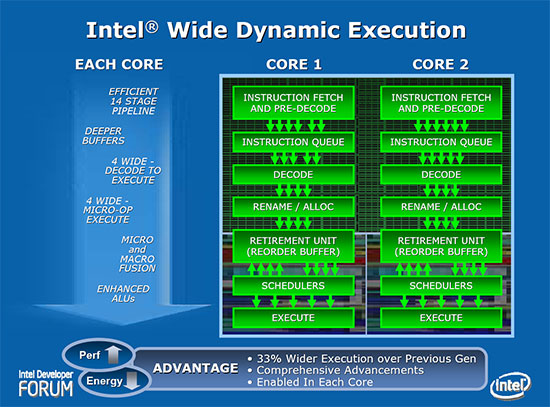 Intel® Wide Dynamic Execution
EACH CORE
EFFICIENT
14 STAGE
PIPELINE
DEEPER
BUFFERS
4 WIDE -
DECODE TO
EXECUTE
4 WIDE -
MICRO-OP
EXECUTE
MICRO
and
MACRO
FUSION
ENHANCED
ALUs
CORE 1
INSTRUCTION FETCH
AND PRE-DECODE
INSTRUCTION QUEUE
DECODE
RENAME / ALLOC
RETIREMENT UNIT
(REORDER BUFFER)
SCHEDULERS
EXECUTE
CORE 2
INSTRUCTION FETCH
AND PRE-DECODE
INSTRUCTION QUEUE
DECODE
RENAME / ALLOC
RETIREMENT UNIT
(REORDER BUFFER)
SCHEDULERS
EXECUTE
Perf
Energy
ADVANTAGE
• 33% Wider Execution over Previous Gen
• Comprehensive Advancements
• Enabled In Each Core
Intel Developer
FORUM
intel